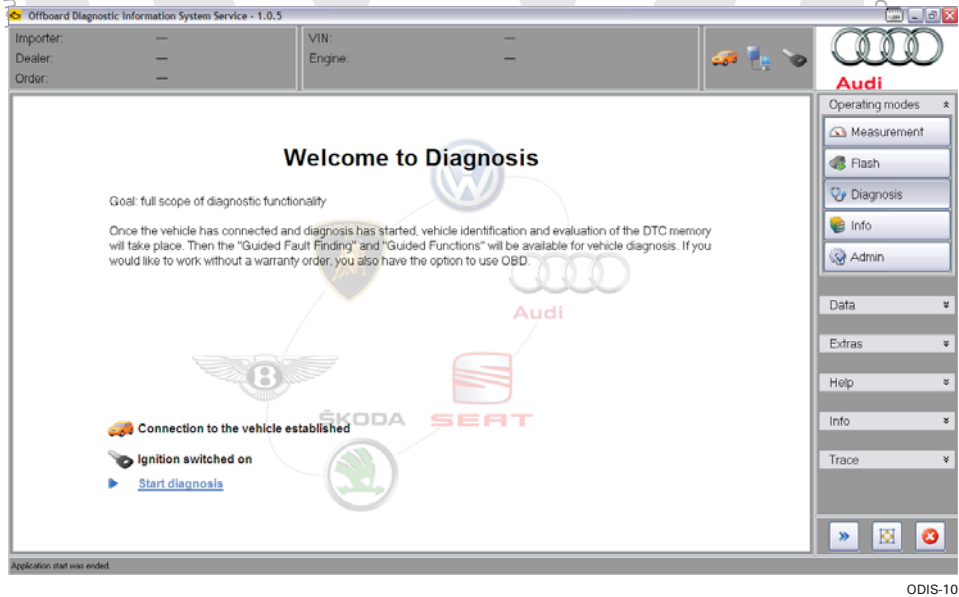 Offboard Diagnostic Information System Service - 1.0.5
Importer: —
Dealer: —
Order: —
VIN: —
Engine: —
Audi
Operating modes
Measurement
Flash
Diagnosis
Info
Admin
Data
Extras
Help
Info
Trace
Welcome to Diagnosis
Goal: full scope of diagnostic functionality
Once the vehicle has connected and diagnosis has started, vehicle identification and evaluation of the DTC memory
will take place. Then the "Guided Fault Finding" and "Guided Functions" will be available for vehicle diagnosis. If you
would like to work without a warranty order, you also have the option to use OBD.
Audi
B
ŠKODA
SEAT
Connection to the vehicle established
Ignition switched on
Start diagnosis
Application start was ended.
ODIS-10